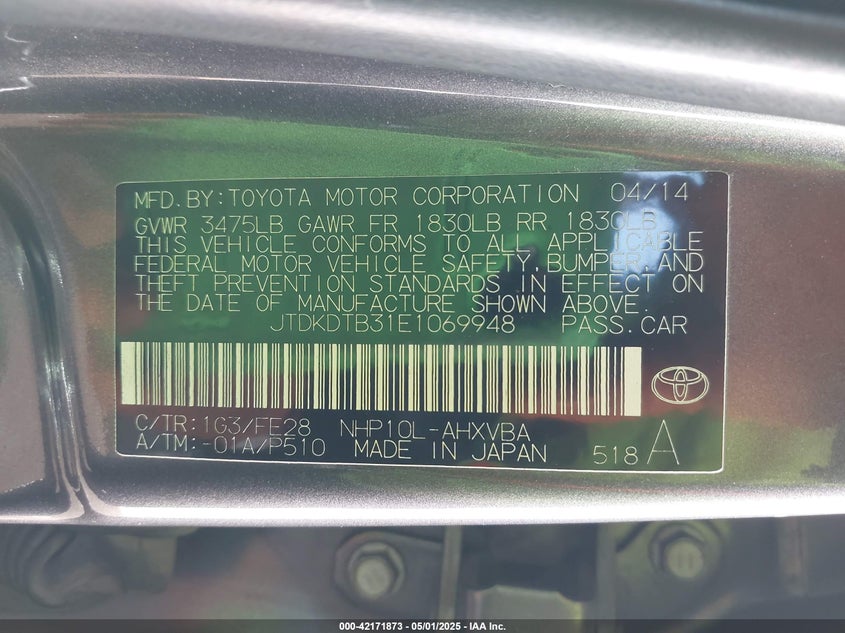 MFD.BY:TOYOTA MOTOR CORPORATION 04/14
GVWR 3475LB GAWR FR 1830LB RR 1830LB
THIS VEHICLE CONFORMS TO ALL APPLICABLE
FEDERAL MOTOR VEHICLE SAFETY,BUMPER,AND
THEFT PREVENTION STANDARDS IN EFFECT ON
THE DATE OF MANUFACTURE SHOWN ABOVE.
JTDKDTB31E1069948 PASS.CAR
C/TR:1G3/FE28 NHP10L-AHXVBA
A/TM:-01A/P510 MADE IN JAPAN 518 A
000-42171873 / 05/01/2025 - IAA Inc.